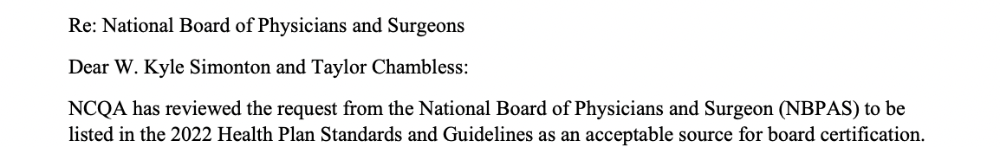 Re: National Board of Physicians and Surgeons
Dear W. Kyle Simonton and Taylor Chambless:
NCQA has reviewed the request from the National Board of Physicians and Surgeon (NBPAS) to be
listed in the 2022 Health Plan Standards and Guidelines as an acceptable source for board certification.